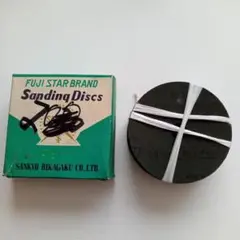 FUJI STAR BRAND
Sanding Discs
SANKYO RIKAGAKU CO., LTD.